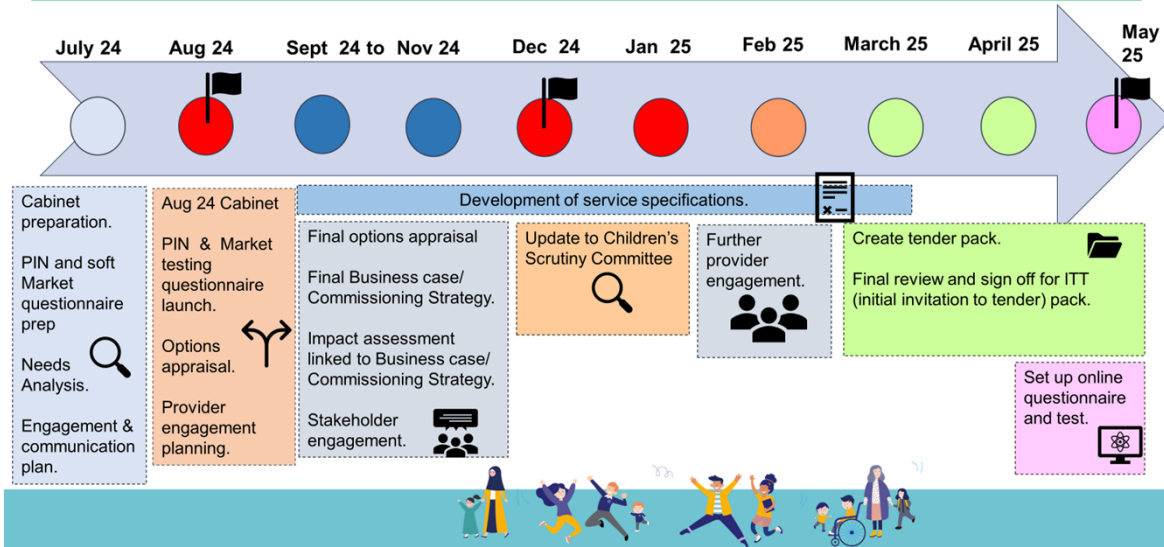 July 24
Aug 24
Sept 24 to Nov 24
Dec 24
Jan 25
Feb 25
March 25
April 25
May
25
Cabinet
preparation.
PIN and soft
Market
questionnaire
prep
Needs
Analysis.
Engagement &
communication
plan.
Aug 24 Cabinet
PIN & Market
testing
questionnaire
launch.
Options
appraisal.
Provider
engagement
planning.
Development of service specifications.
Final options appraisal
Final Business case/
Commissioning Strategy.
Impact assessment
linked to Business case/
Commissioning Strategy.
Stakeholder
engagement.
Update to Children's
Scrutiny Committee
Further
provider
engagement.
Create tender pack.
Final review and sign off for ITT
(initial invitation to tender) pack.
Set up online
questionnaire
and test.